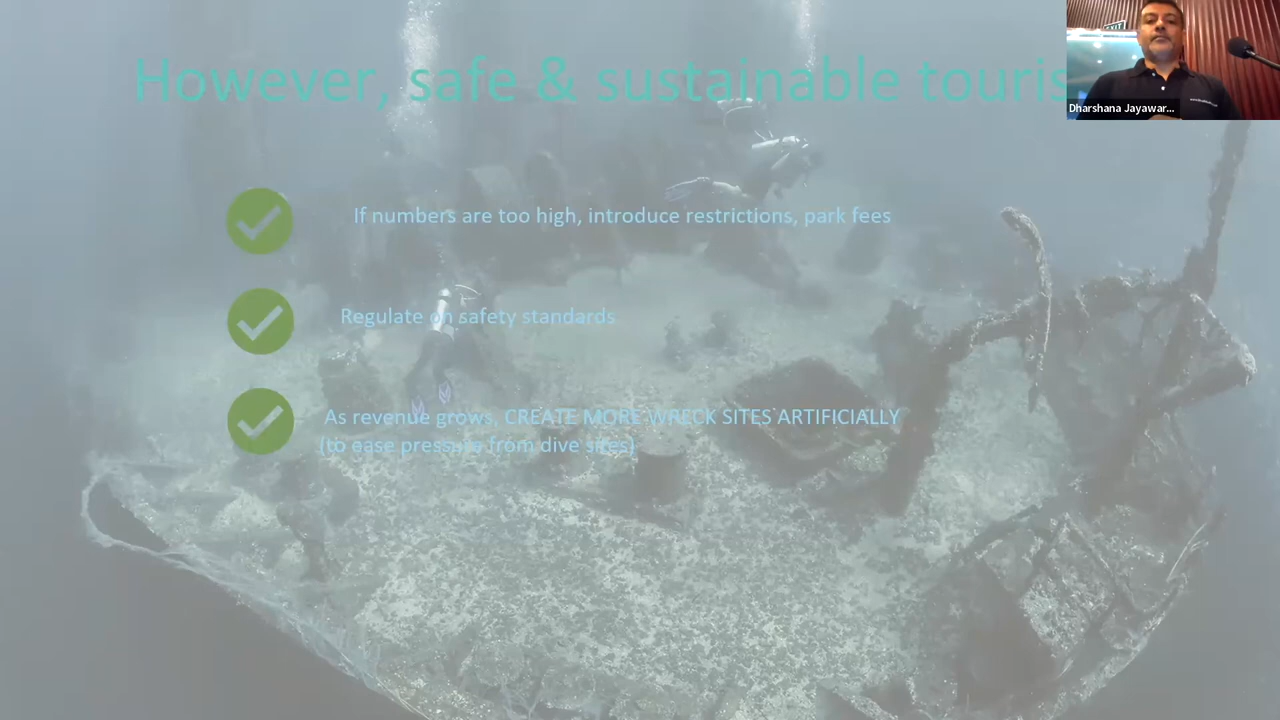 However, safe & sustainable touris
EXIT
Dharshana Jayawar...
If numbers are too high, introduce restrictions, park fees
Regulate on safety standards
As revenue grows, CREATE MORE WRECK SITES ARTIFICIALLY
(to ease pressure from dive sites)